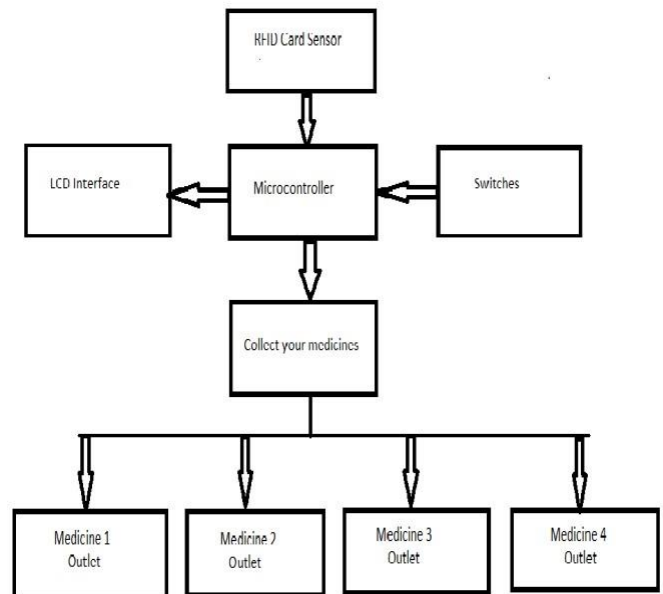 RFID Card Sensor
LCD Interface
Microcontroller
Switches
Collect your medicines
Medicine 1
Outlet
Medicine 2
Outlet
Medicine 3
Outlet
Medicine 4
Outlet